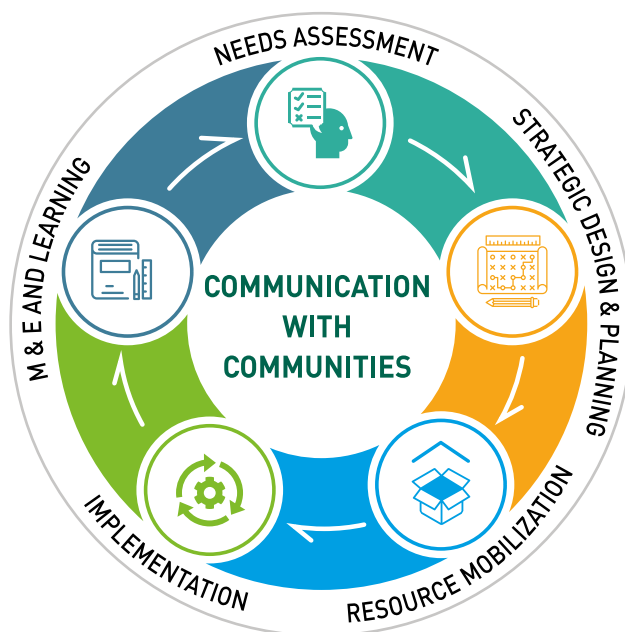 NEEDS ASSESSMENT
STRATEGIC DESIGN & PLANNING
RESOURCE MOBILIZATION
IMPLEMENTATION
M & E AND LEARNING
COMMUNICATION
WITH
COMMUNITIES